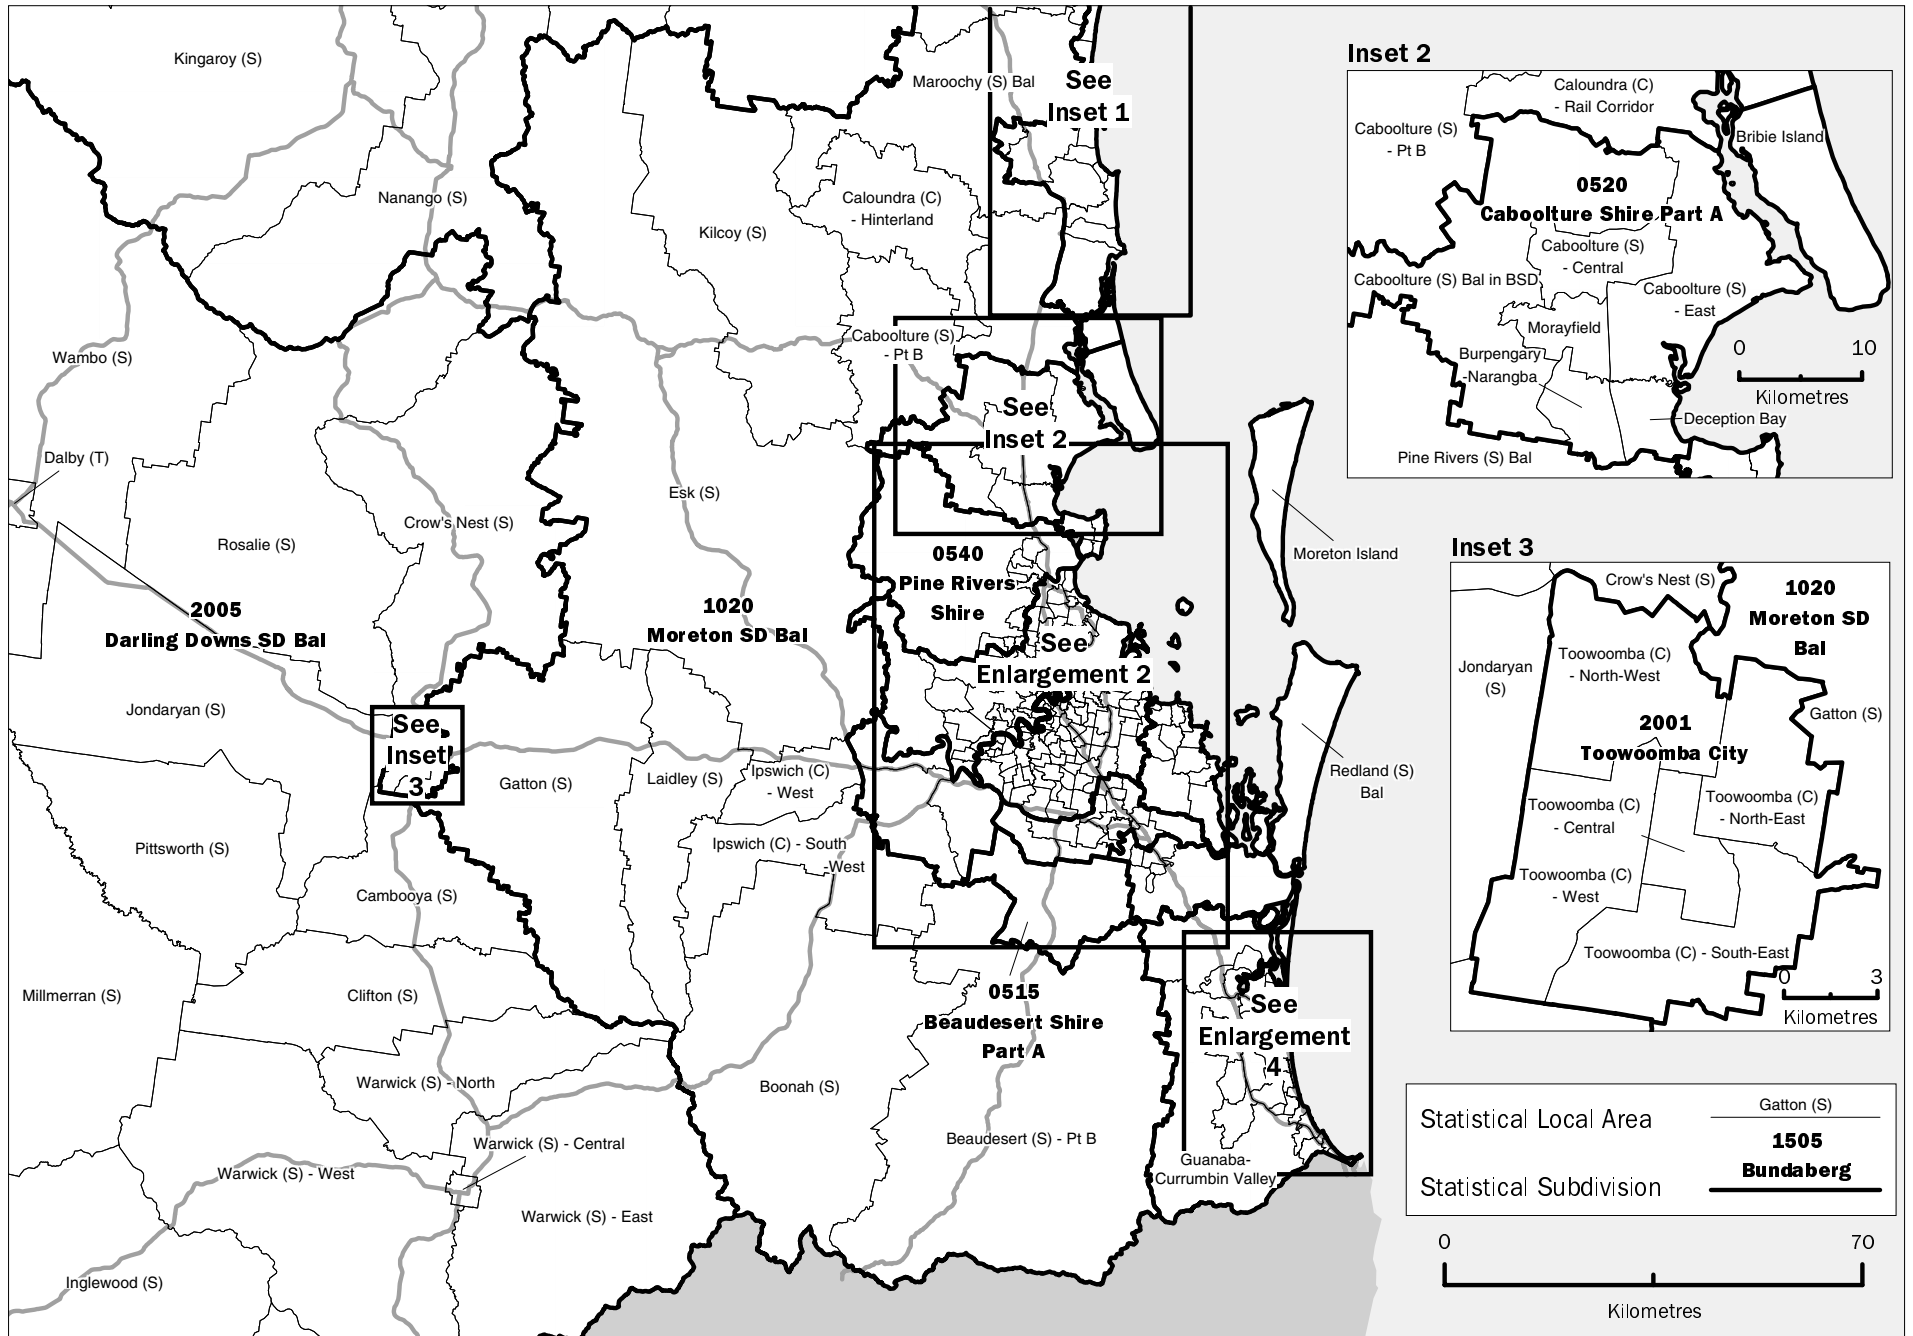 Kingaroy (S)
Nanango (S)
Maroochy (S) Bal
See
Inset 1
Caloundra (C)
- Hinterland
Kilcoy (S)
Wambo (S)
Caboolture (S)
- Pt B
See
Inset 2
Dalby (T)
Esk (S)
Crow's Nest (S)
Rosalie (S)
Moreton Island
0540
Pine Rivers
Shire
2005
Darling Downs SD Bal
1020
Moreton SD Bal
See
Enlargement 2
Jondaryan (S)
See
Inset
3
Gatton (S)
Laidley (S)
Ipswich (C)
- West
Redland (S)
Bal
Pittsworth (S)
Ipswich (C) - South
-West
Cambooya (S)
Millmerran (S)
Clifton (S)
0515
Beaudesert Shire
Part A
See
Enlargement
4
Warwick (S) - North
Boonah (S)
Warwick (S) - Central
Beaudesert (S) - Pt B
Warwick (S) - West
Guanaba-
Currumbin Valley
Warwick (S) - East
Inglewood (S)
Inset 2
Caloundra (C)
- Rail Corridor
Caboolture (S)
- Pt B
Bribie Island
0520
Caboolture Shire Part A
Caboolture (S)
- Central
Caboolture (S) Bal in BSD
Caboolture (S)
- East
Morayfield
Burpengary
-Narangba
0 10
Kilometres
Deception Bay
Pine Rivers (S) Bal
Inset 3
Crow's Nest (S)
1020
Moreton SD
Bal
Jondaryan
(S)
Toowoomba (C)
- North-West
Gatton (S)
2001
Toowoomba City
Toowoomba (C)
- Central
Toowoomba (C)
- North-East
Toowoomba (C)
- West
Toowoomba (C) - South-East
0 3
Kilometres
Statistical Local Area
Gatton (S)
1505
Bundaberg
Statistical Subdivision
0 70
Kilometres